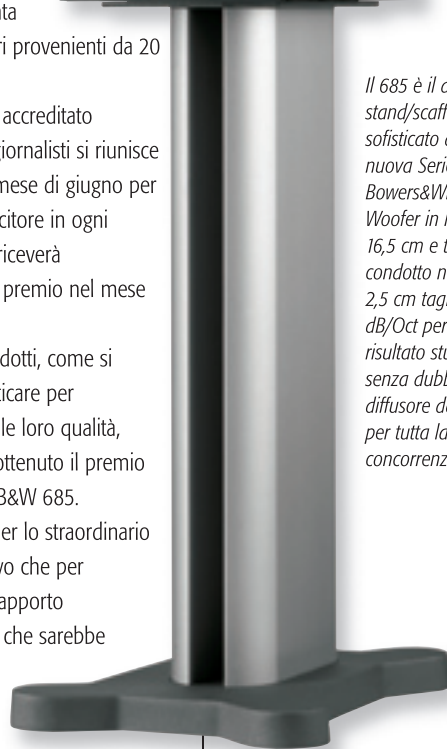 ri provenienti da 20
accreditato
giornalisti si riunisce
mese di giugno per
citore in ogni
riceverà
premio nel mese
dotti, come si
ticare per
le loro qualità,
ottenuto il premio
B&W 685.
er lo straordinario
vo che per
apporto
che sarebbe
Il 685 è il
stand/scaff
sofisticato
nuova Seri
Bowers&W
Woofer in
16,5 cm e t
condotto n
2,5 cm tag
dB/Oct per
risultato stu
senza dubb
diffusore d
per tutta la
concorrenz